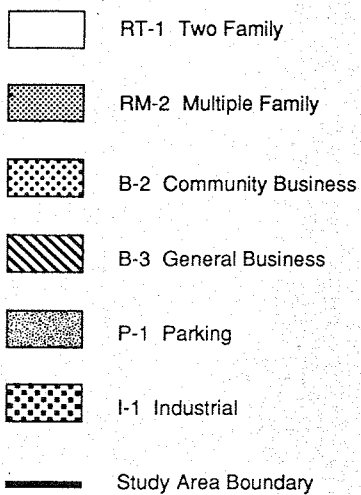 RT-1 Two Family
RM-2 Multiple Family
B-2 Community Business
B-3 General Business
P-1 Parking
I-1 Industrial
Study Area Boundary